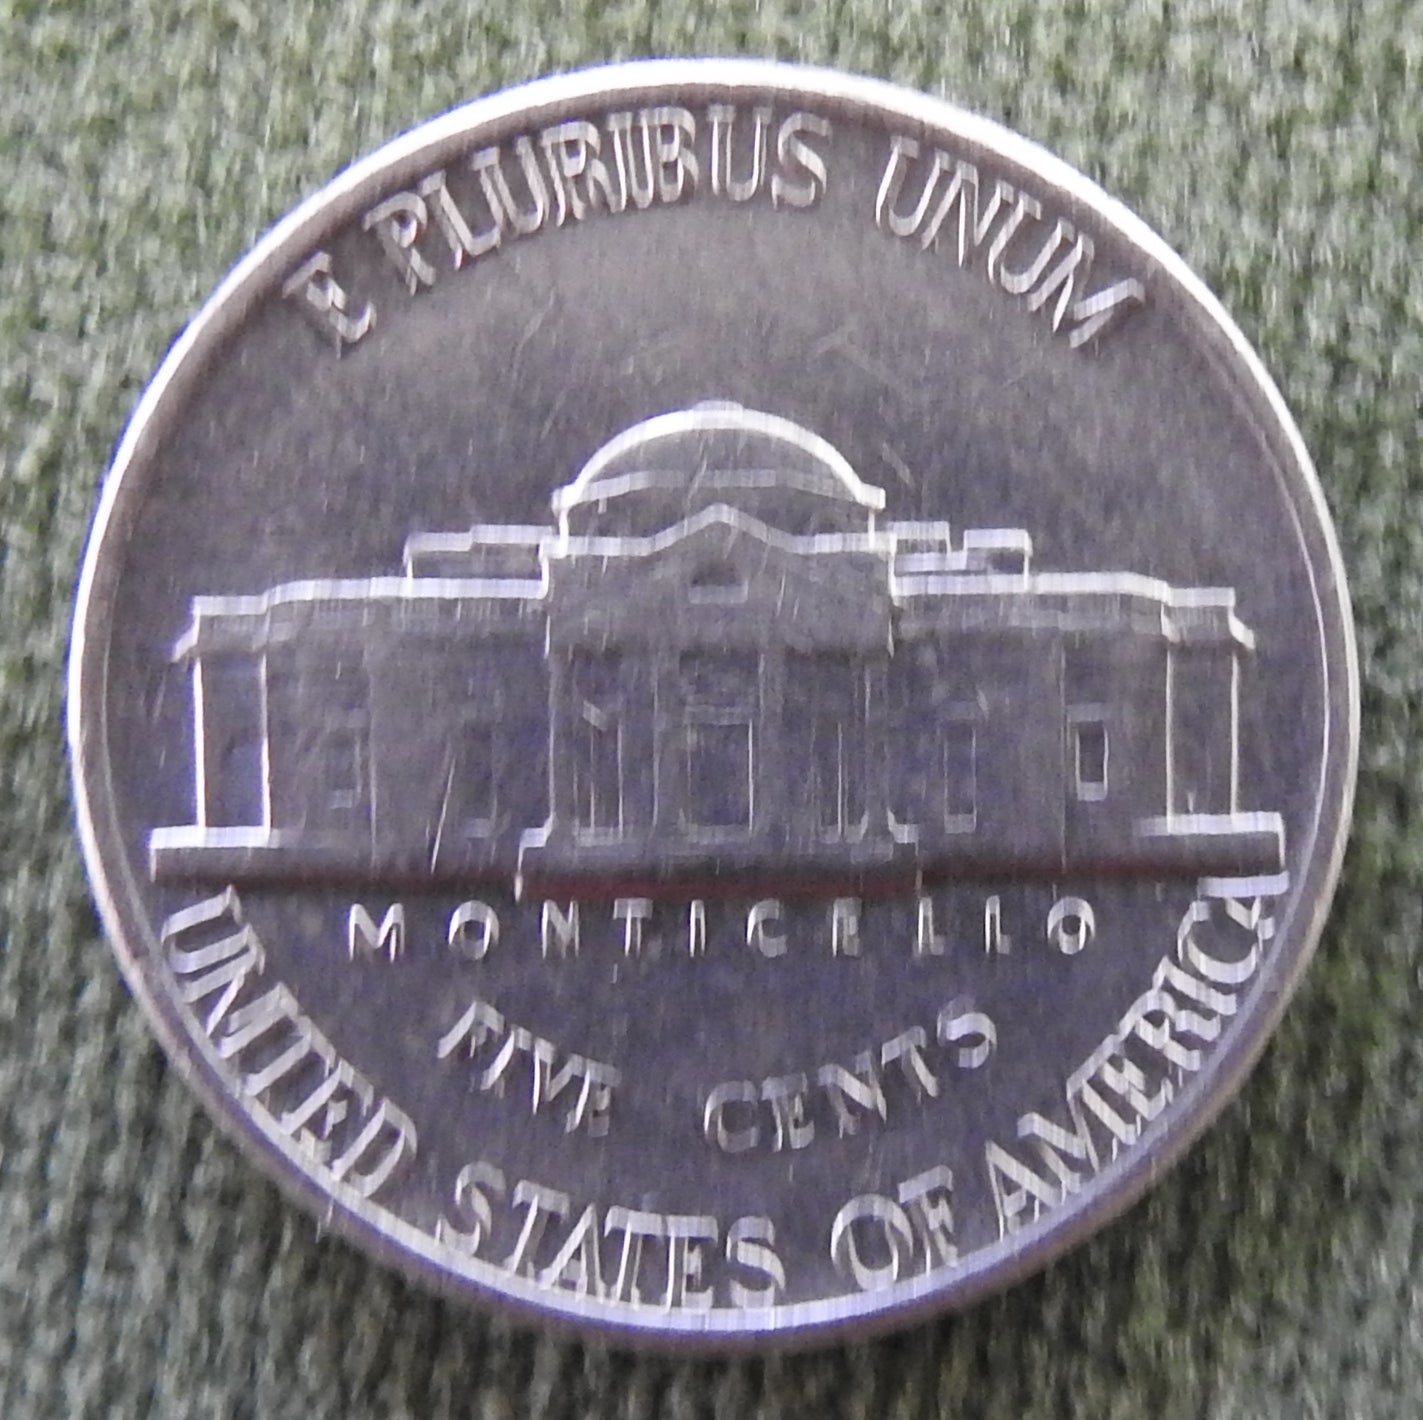 E PLURIBUS UNUM
MONTICELLO
FIVE CENTS
UNITED STATES OF AMERICA